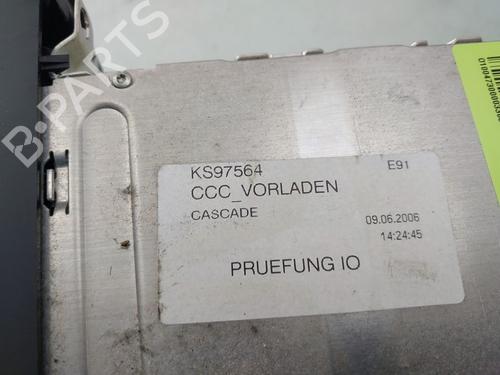 B-PARTS
KS97564
E91
CCC_VORLADEN
CASCADE
09.06.2006
14:24:45
PRUEFUNG IO